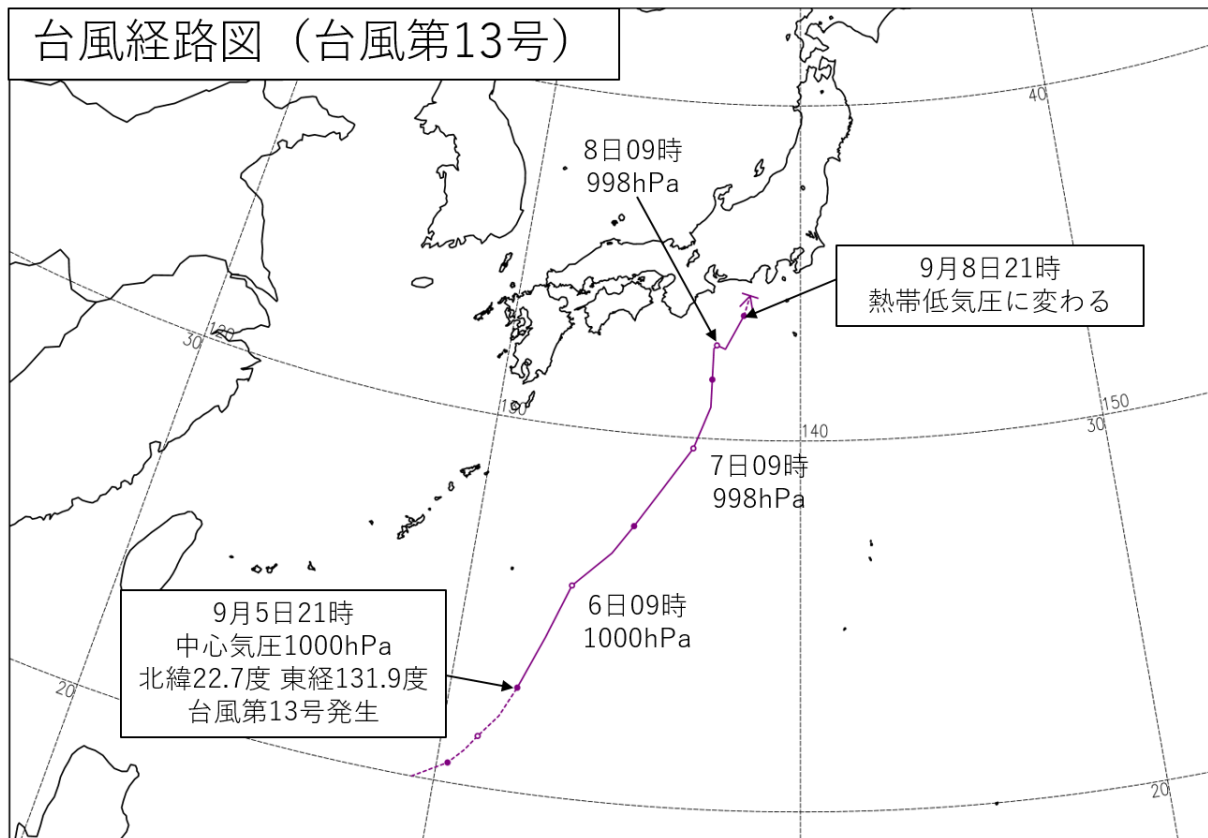 台風経路図（台風第13号）
40
8日09時
998hPa
9月8日21時
熱帯低気圧に変わる
120
30
130
140
150
30
7日09時
998hPa
6日09時
1000hPa
9月5日21時
中心気圧1000hPa
北緯22.7度 東経131.9度
台風第13号発生
20
20